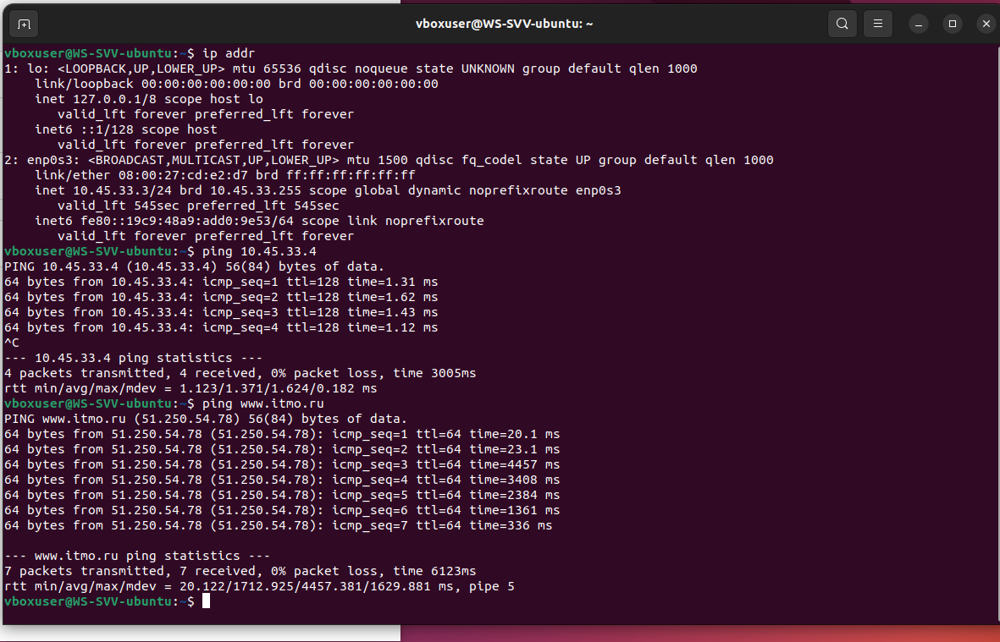 vboxuser@WS-SVV-ubuntu: ~
vboxuser@WS-SVV-ubuntu:~$ ip addr
1: lo: <LOOPBACK,UP,LOWER_UP> mtu 65536 qdisc noqueue state UNKNOWN group default qlen 1000
    link/loopback 00:00:00:00:00:00 brd 00:00:00:00:00:00
    inet 127.0.0.1/8 scope host lo
       valid_lft forever preferred_lft forever
    inet6 ::1/128 scope host
       valid_lft forever preferred_lft forever
2: enp0s3: <BROADCAST,MULTICAST,UP,LOWER_UP> mtu 1500 qdisc fq_codel state UP group default qlen 1000
    link/ether 08:00:27:cd:e2:d7 brd ff:ff:ff:ff:ff:ff
    inet 10.45.33.3/24 brd 10.45.33.255 scope global dynamic noprefixroute enp0s3
       valid_lft 545sec preferred_lft 545sec
    inet6 fe80::19c9:48a9:add0:9e53/64 scope link noprefixroute
       valid_lft forever preferred_lft forever
vboxuser@WS-SVV-ubuntu:~$ ping 10.45.33.4
PING 10.45.33.4 (10.45.33.4) 56(84) bytes of data.
64 bytes from 10.45.33.4: icmp_seq=1 ttl=128 time=1.31 ms
64 bytes from 10.45.33.4: icmp_seq=2 ttl=128 time=1.62 ms
64 bytes from 10.45.33.4: icmp_seq=3 ttl=128 time=1.43 ms
64 bytes from 10.45.33.4: icmp_seq=4 ttl=128 time=1.12 ms
^C
--- 10.45.33.4 ping statistics ---
4 packets transmitted, 4 received, 0% packet loss, time 3005ms
rtt min/avg/max/mdev = 1.123/1.371/1.624/0.182 ms
vboxuser@WS-SVV-ubuntu:~$ ping www.itmo.ru
PING www.itmo.ru (51.250.54.78) 56(84) bytes of data.
64 bytes from 51.250.54.78 (51.250.54.78): icmp_seq=1 ttl=64 time=20.1 ms
64 bytes from 51.250.54.78 (51.250.54.78): icmp_seq=2 ttl=64 time=23.1 ms
64 bytes from 51.250.54.78 (51.250.54.78): icmp_seq=3 ttl=64 time=4457 ms
64 bytes from 51.250.54.78 (51.250.54.78): icmp_seq=4 ttl=64 time=3408 ms
64 bytes from 51.250.54.78 (51.250.54.78): icmp_seq=5 ttl=64 time=2384 ms
64 bytes from 51.250.54.78 (51.250.54.78): icmp_seq=6 ttl=64 time=1361 ms
64 bytes from 51.250.54.78 (51.250.54.78): icmp_seq=7 ttl=64 time=336 ms
--- www.itmo.ru ping statistics ---
7 packets transmitted, 7 received, 0% packet loss, time 6123ms
rtt min/avg/max/mdev = 20.122/1712.925/4457.381/1629.881 ms, pipe 5
vboxuser@WS-SVV-ubuntu:~$